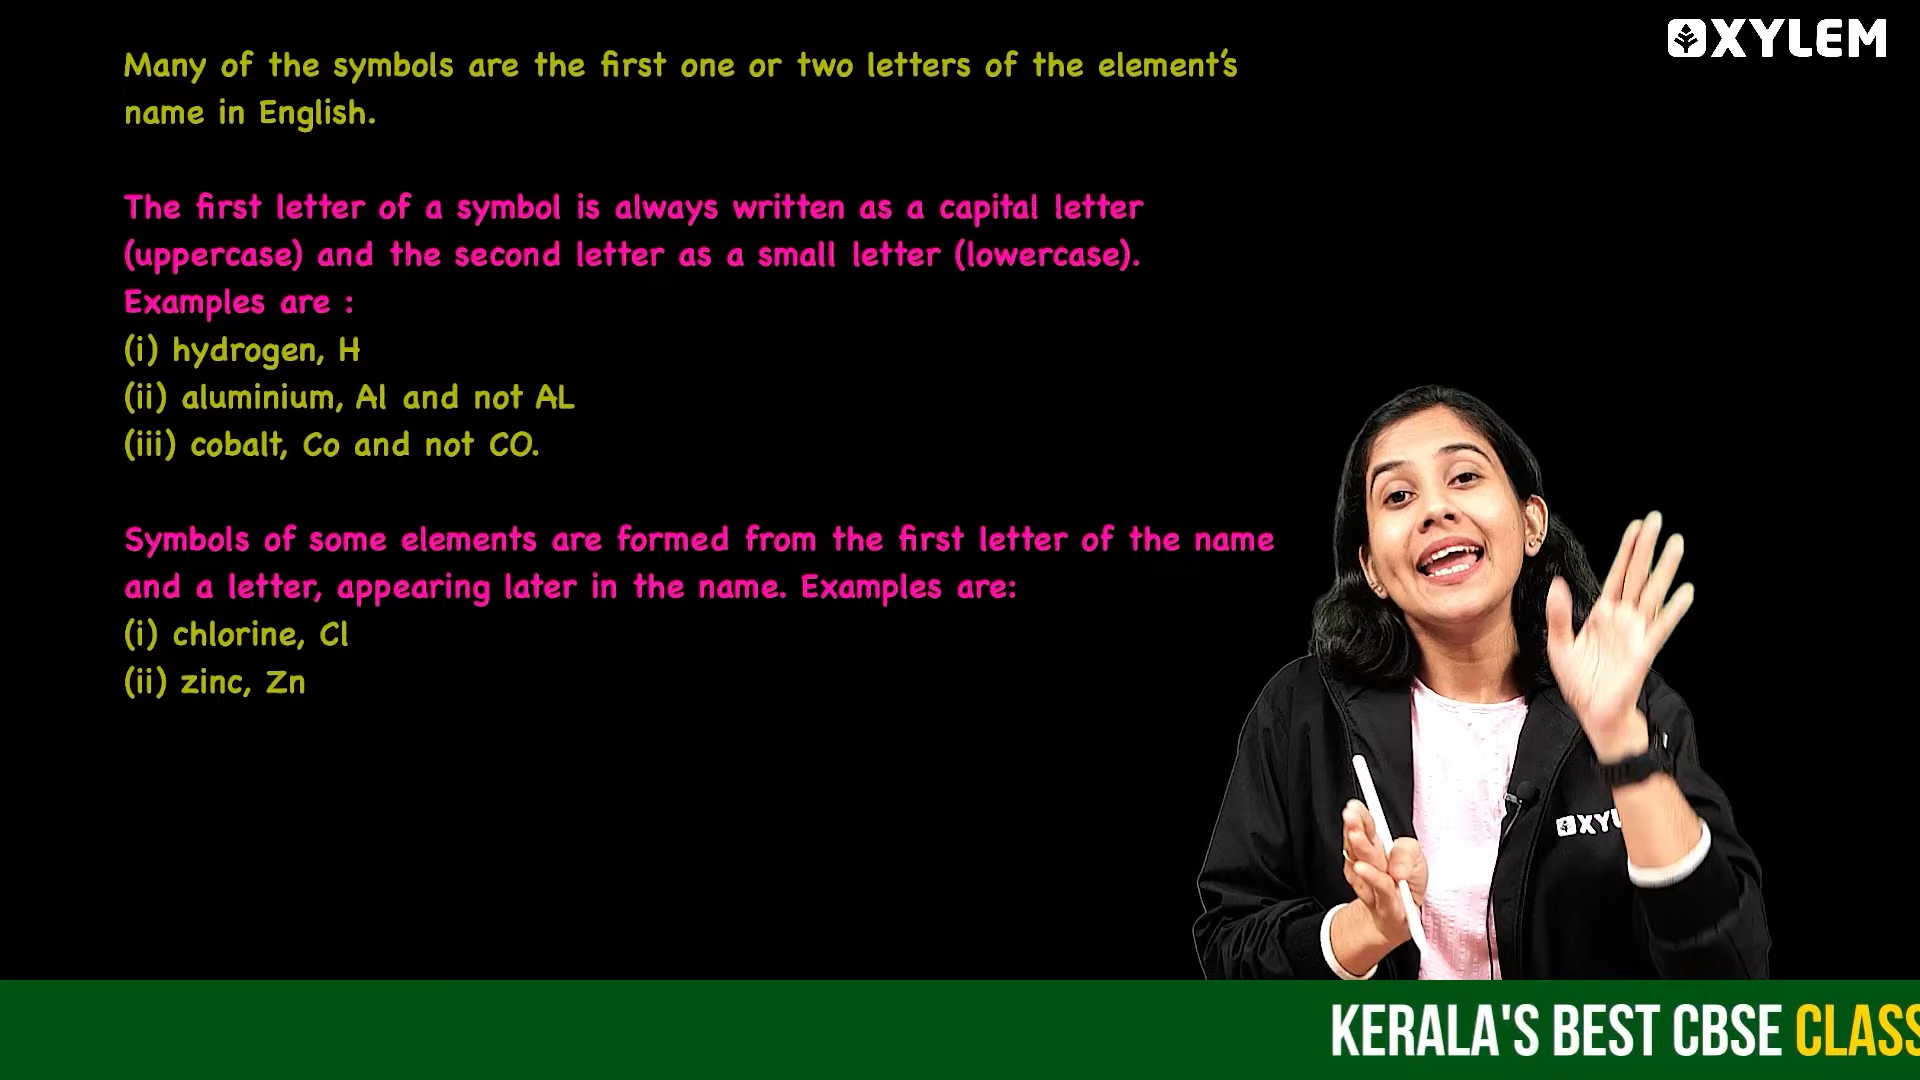 XYLEM
Many of the symbols are the first one or two letters of the element's
name in English.
The first letter of a symbol is always written as a capital letter
(uppercase) and the second letter as a small letter (lowercase).
Examples are :
(i) hydrogen, H
(ii) aluminium, Al and not AL
(iii) cobalt, Co and not CO.
Symbols of some elements are formed from the first letter of the name
and a letter, appearing later in the name. Examples are:
(i) chlorine, Cl
(ii) zinc, Zn
XYL
KERALA'S BEST CBSE CLASS